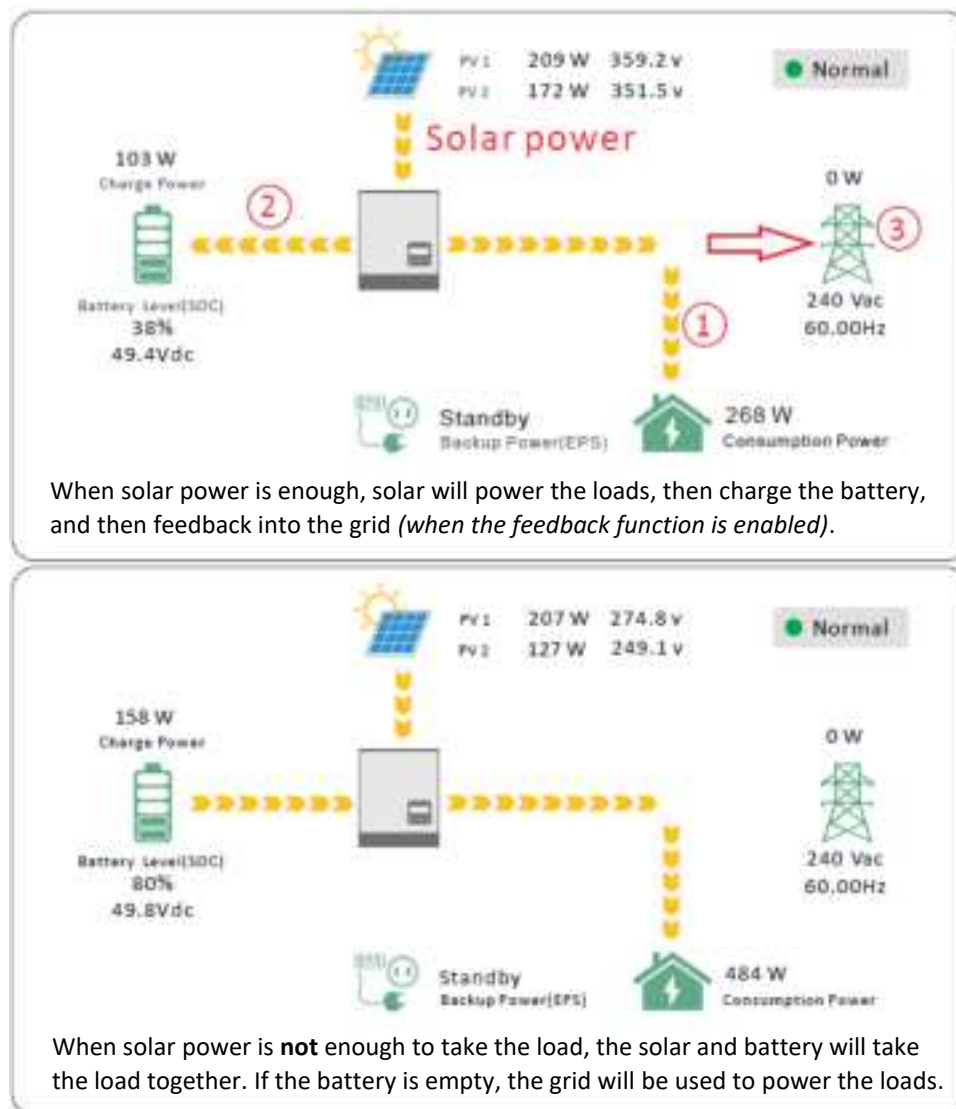 PV 1 209 W 359.2 v
PV 2 172 W 351.5 v
Normal
Solar power
103 W
Charge Power
0 W
2
3
1
Battery Level(SOC)
38%
49.4Vdc
240 Vac
60.00Hz
Standby
Backup Power(EPS)
268 W
Consumption Power
When solar power is enough, solar will power the loads, then charge the battery,
and then feedback into the grid (when the feedback function is enabled).
PV 1 207 W 274.8 v
PV 2 127 W 249.1 v
Normal
158 W
Charge Power
0 W
Battery Level(SOC)
80%
49.8Vdc
240 Vac
60.00Hz
Standby
Backup Power(EPS)
484 W
Consumption Power
When solar power is not enough to take the load, the solar and battery will take
the load together. If the battery is empty, the grid will be used to power the loads.